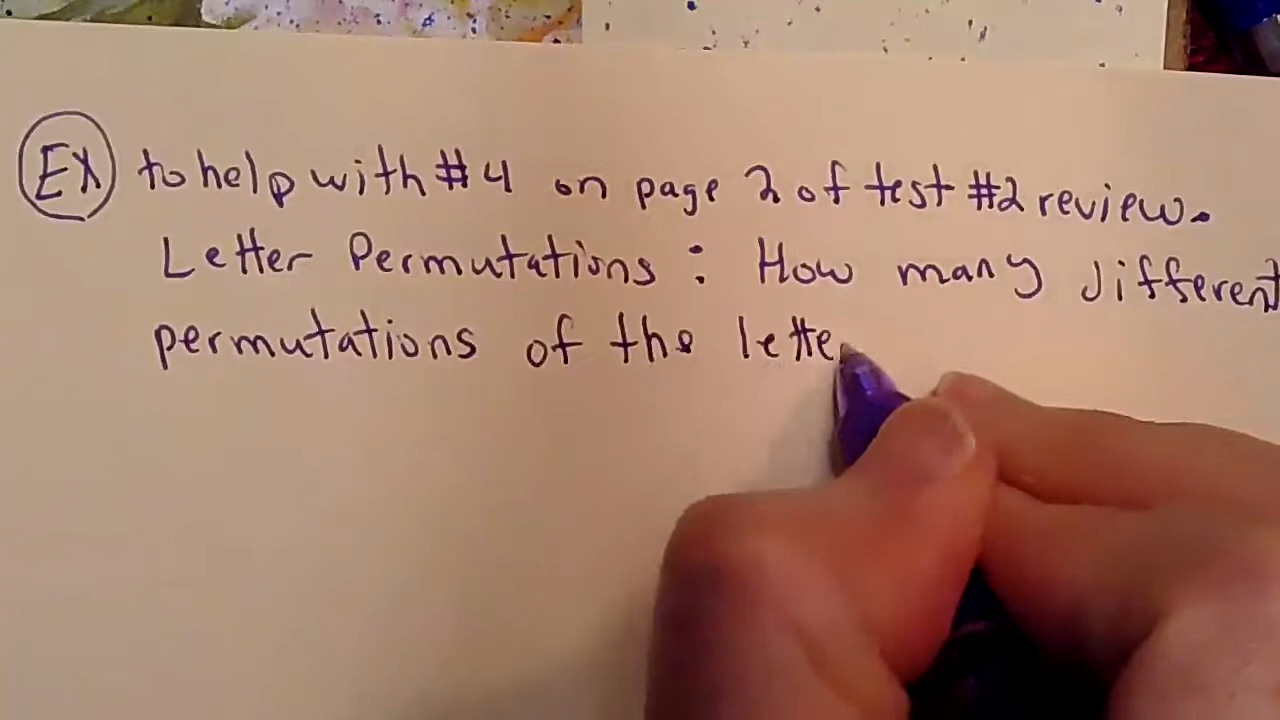 EX to help with #4 on page 2 of test #2 review.
Letter Permutations: How many different
permutations of the lette